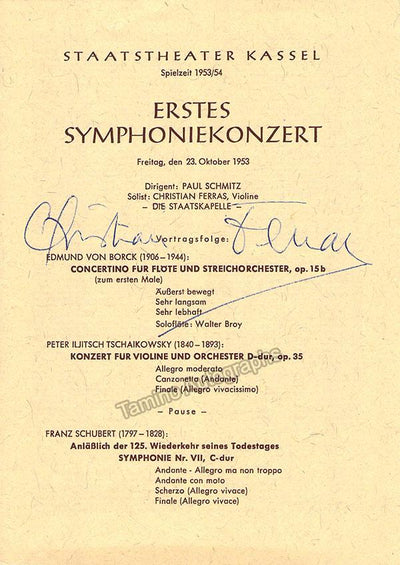 STAATSTHEATER KASSEL
Spielzeit 1953/54
ERSTES
SYMPHONIEKONZERT
Freitag, den 23. Oktober 1953
Dirigent: PAUL SCHMITZ
Solist: CHRISTIAN FERRAS, Violine
– DIE STAATSKAPELLE –
Christian Ferras
Vortragsfolge:
EDMUND VON BORCK (1906–1944):
CONCERTINO FUR FLÖTE UND STREICHORCHESTER, op. 15 b
(zum ersten Male)
Äußerst bewegt
Sehr langsam
Sehr lebhaft
Soloflöte: Walter Broy
PETER ILJITSCH TSCHAIKOWSKY (1840–1893):
KONZERT FUR VIOLINE UND ORCHESTER D-dur, op. 35
Allegro moderato
Canzonetta (Andante)
Finale (Allegro vivacissimo)
Tamino Autographs
– Pause –
FRANZ SCHUBERT (1797–1828):
Anläßlich der 125. Wiederkehr seines Todestages
SYMPHONIE Nr. VII, C-dur
Andante - Allegro ma non troppo
Andante con moto
Scherzo (Allegro vivace)
Finale (Allegro vivace)